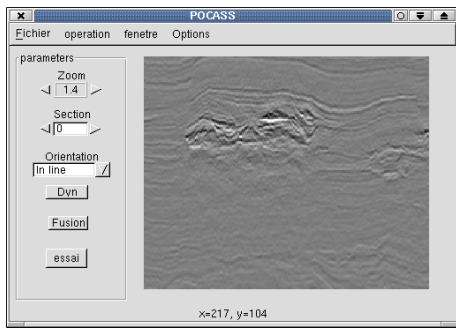 POCASS
Fichier operation fenetre Options
parameters
Zoom
1.4
Section
0
Orientation
In line
Dyn
Fusion
essai
x=217, y=104